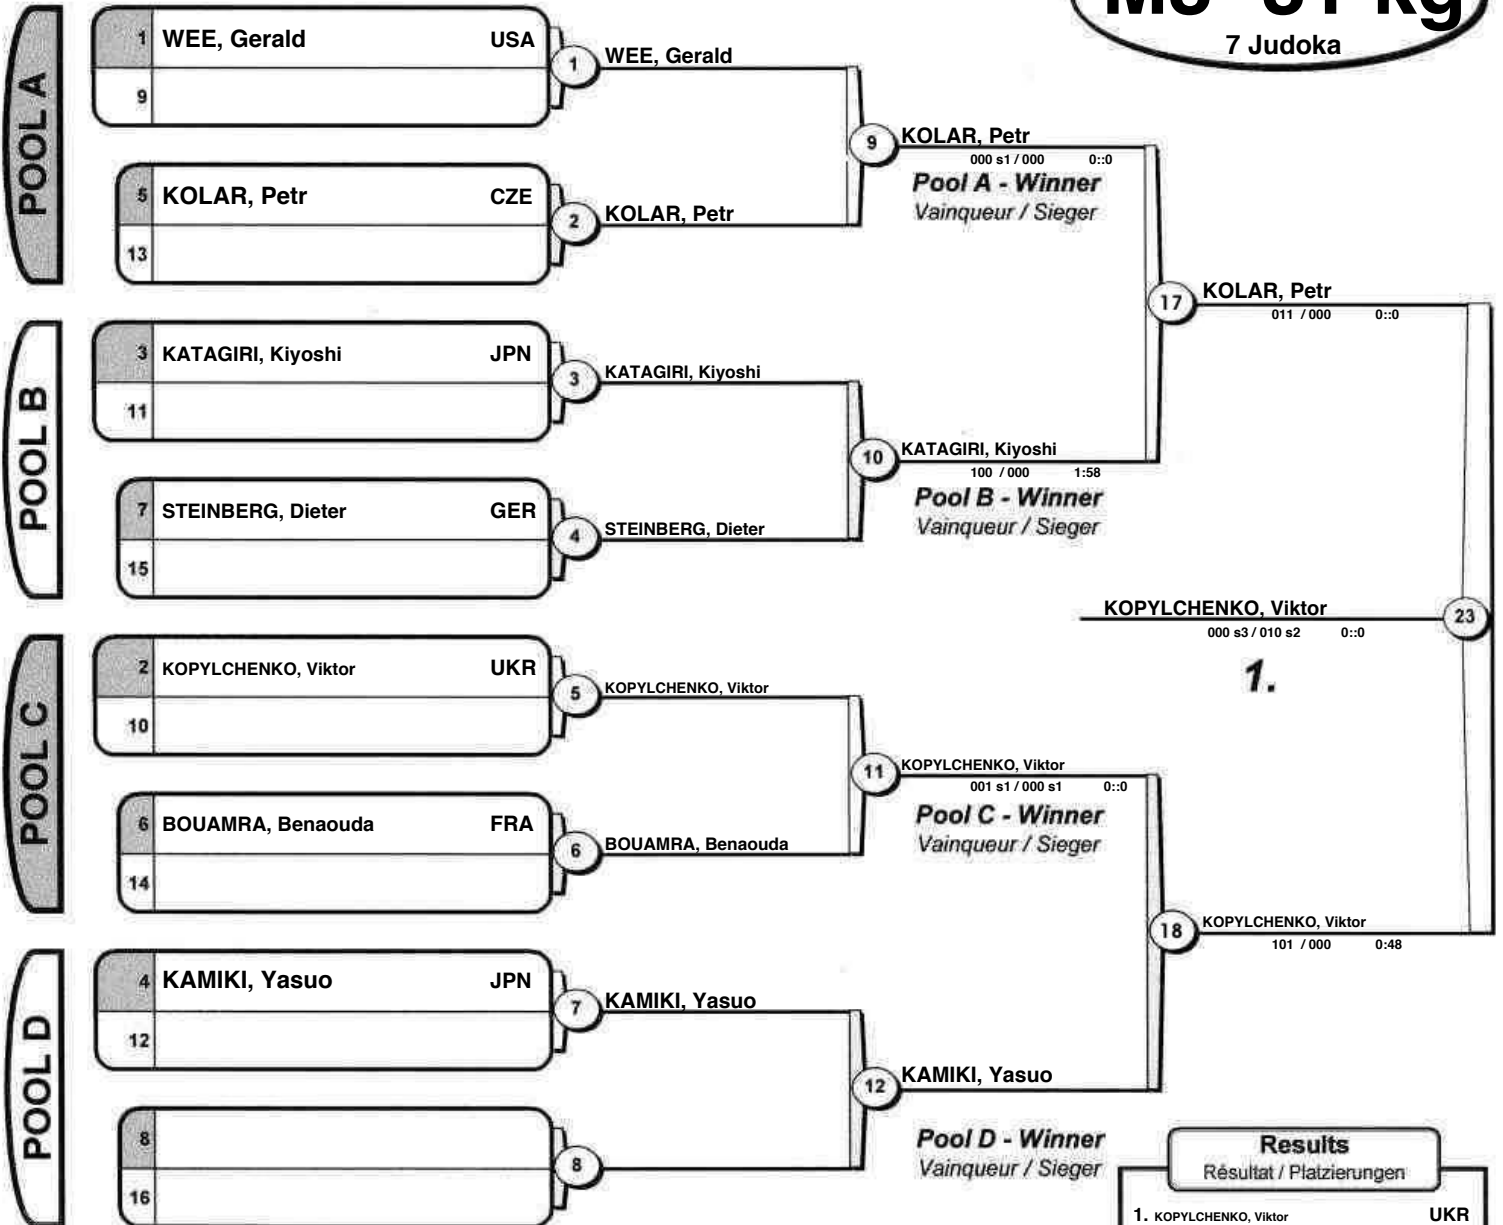 M8 -81 kg
7 Judoka
POOL A
1 WEE, Gerald USA
9
1 WEE, Gerald
5 KOLAR, Petr CZE
13
2 KOLAR, Petr
9 KOLAR, Petr
000 s1 / 000 0::0
Pool A - Winner
Vainqueur / Sieger
17 KOLAR, Petr
011 / 000 0::0
POOL B
3 KATAGIRI, Kiyoshi JPN
11
3 KATAGIRI, Kiyoshi
7 STEINBERG, Dieter GER
15
4 STEINBERG, Dieter
10 KATAGIRI, Kiyoshi
100 / 000 1:58
Pool B - Winner
Vainqueur / Sieger
KOPYLCHENKO, Viktor 23
000 s3 / 010 s2 0::0
1.
POOL C
2 KOPYLCHENKO, Viktor UKR
10
5 KOPYLCHENKO, Viktor
6 BOUAMRA, Benaouda FRA
14
6 BOUAMRA, Benaouda
11 KOPYLCHENKO, Viktor
001 s1 / 000 s1 0::0
Pool C - Winner
Vainqueur / Sieger
18 KOPYLCHENKO, Viktor
101 / 000 0:48
POOL D
4 KAMIKI, Yasuo JPN
12
7 KAMIKI, Yasuo
8
16
8
12 KAMIKI, Yasuo
Pool D - Winner
Vainqueur / Sieger
Results
Résultat / Platzierungen
1. KOPYLCHENKO, Viktor UKR